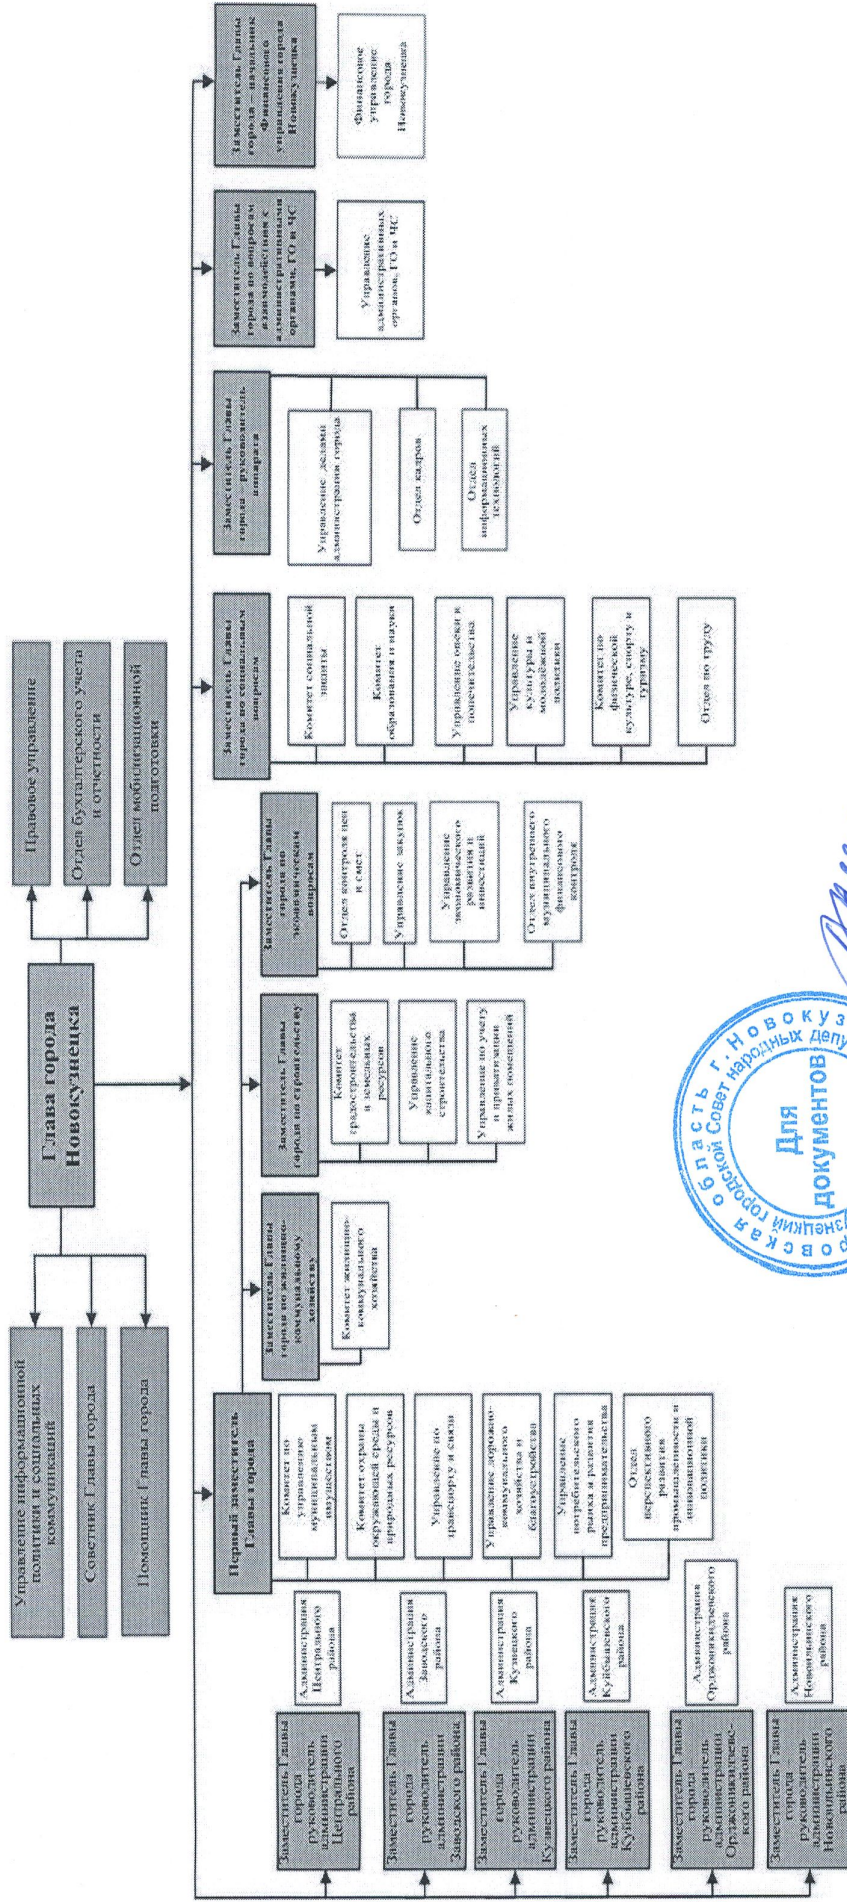 Глава города
Новокузнецка
Управление информационной
политики и социальных
коммуникаций
Советник Главы города
Помощник Главы города
Правовое управление
Отдел бухгалтерского учета
и отчетности
Отдел мобилизационной
подготовки
Заместитель Главы
города
руководитель
администрации
Центрального
района
Администрация
Центрального
района
Заместитель Главы
города
руководитель
администрации
Заводского района
Администрация
Заводского
района
Заместитель Главы
города
руководитель
администрации
Кузнецкого района
Администрация
Кузнецкого
района
Заместитель Главы
города
руководитель
администрации
Куйбышевского
района
Администрация
Куйбышевского
района
Заместитель Главы
города
руководитель
администрации
Орджоникидзевс-
кого района
Администрация
Орджоникидзевского
района
Заместитель Главы
города –
руководитель
администрации
Новоильинского
района
Администрация
Новоильинского
района
Первый заместитель
Главы города
Комитет по
управлению
муниципальным
имуществом
Комитет охраны
окружающей среды и
природных ресурсов
Управление по
транспорту и связи
Управление дорожно-
коммунального
хозяйства и
благоустройства
Управление
потребительского
рынка и развития
предпринимательства
Отдел
перспективного
развития
промышленности и
инновационной
политики
Заместитель Главы
города по жилищно-
коммунальному
хозяйству
Комитет жилищно-
коммунального
хозяйства
Заместитель Главы
города по строительству
Комитет
градостроительства
и земельных
ресурсов
Управление
капитального
строительства
Управление по учету
и приватизации
жилых помещений
Заместитель Главы
города по
экономическим
вопросам
Отдел контроля цен
и смет
Управление закупок
Управление
экономического
развития и
инвестиций
Отдел внутреннего
муниципального
финансового
контроля
Заместитель Главы
города по социальным
вопросам
Комитет социальной
защиты
Комитет
образования и науки
Управление опеки и
попечительства
Управление
культуры и
молодёжной
политики
Комитет по
физической
культуре, спорту и
туризму
Отдел по труду
Заместитель Главы
города – руководитель
аппарата
Управление делами
администрации города
Отдел кадров
Отдел
информационных
технологий
Заместитель Главы
города по вопросам
взаимодействия с
административными
органами, ГО и ЧС
Управление
административных
органов, ГО и ЧС
Заместитель Главы
города – начальник
Финансового
управления города
Новокузнецка
Финансовое
управление
города
Новокузнецка
ровская область г. Новокуз
знецкий городской Совет народных депу
Для
документов